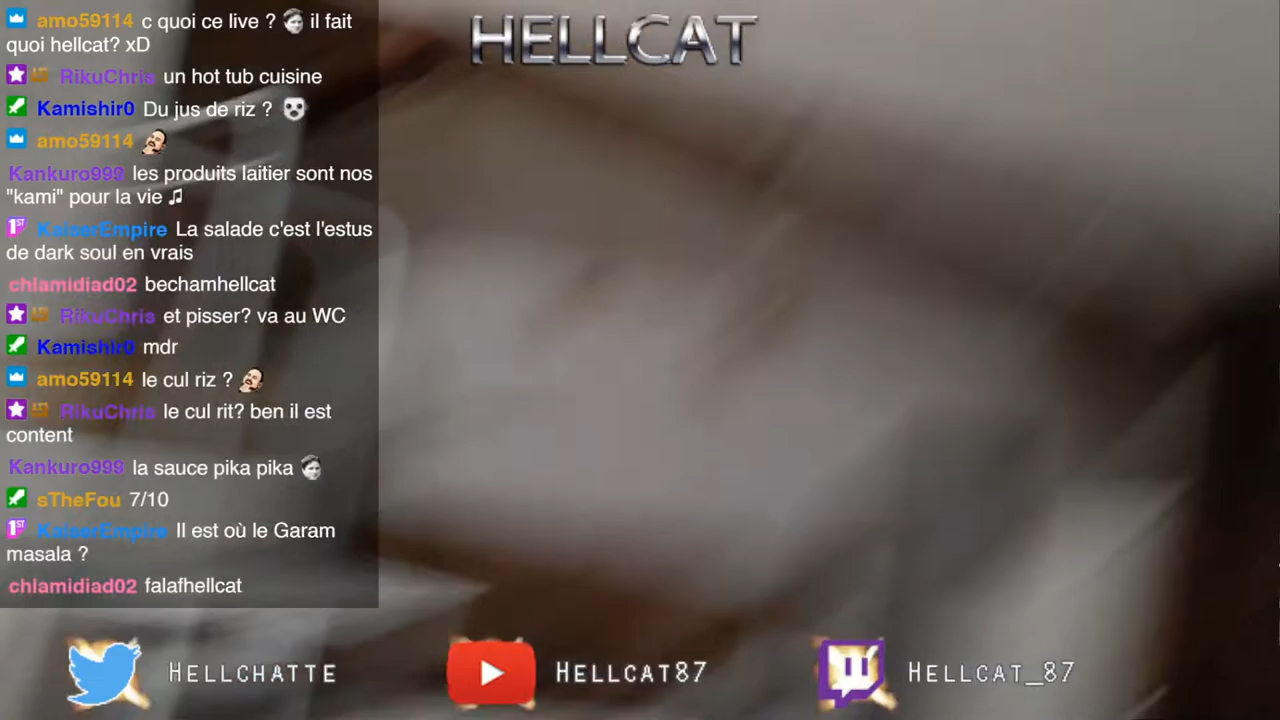 HELLCAT
amo59114 c quoi ce live ? il fait
quoi hellcat? xD
RikuChris un hot tub cuisine
Kamishir0 Du jus de riz ?
amo59114
Kankuro999 les produits laitier sont nos
"kami" pour la vie ♫
1ST KaiserEmpire La salade c'est l'estus
de dark soul en vrais
chlamidiad02 bechamhellcat
RikuChris et pisser? va au WC
Kamishir0 mdr
amo59114 le cul riz ?
RikuChris le cul rit? ben il est
content
Kankuro999 la sauce pika pika
sTheFou 7/10
1ST KaiserEmpire Il est où le Garam
masala ?
chlamidiad02 falafhellcat
HELLCHATTE
HELLCAT87
HELLCAT_87